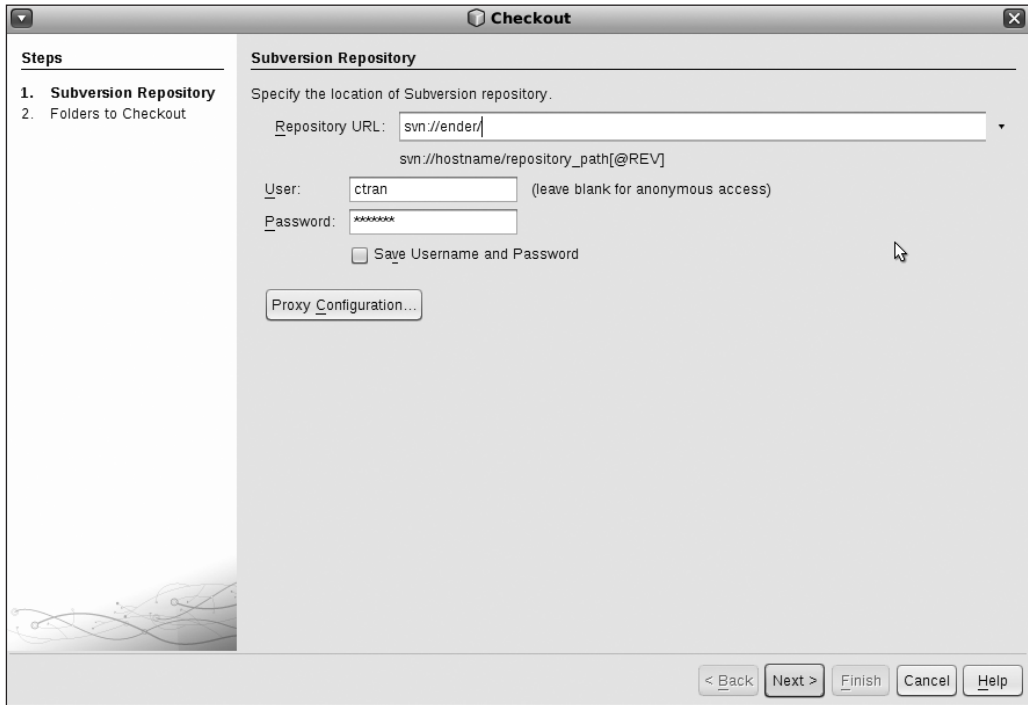 Checkout
Steps
1. Subversion Repository
2. Folders to Checkout
Subversion Repository
Specify the location of Subversion repository.
Repository URL: svn://ender/
svn://hostname/repository_path[@REV]
User: ctran (leave blank for anonymous access)
Password: *******
Save Username and Password
Proxy Configuration...
< Back Next > Finish Cancel Help